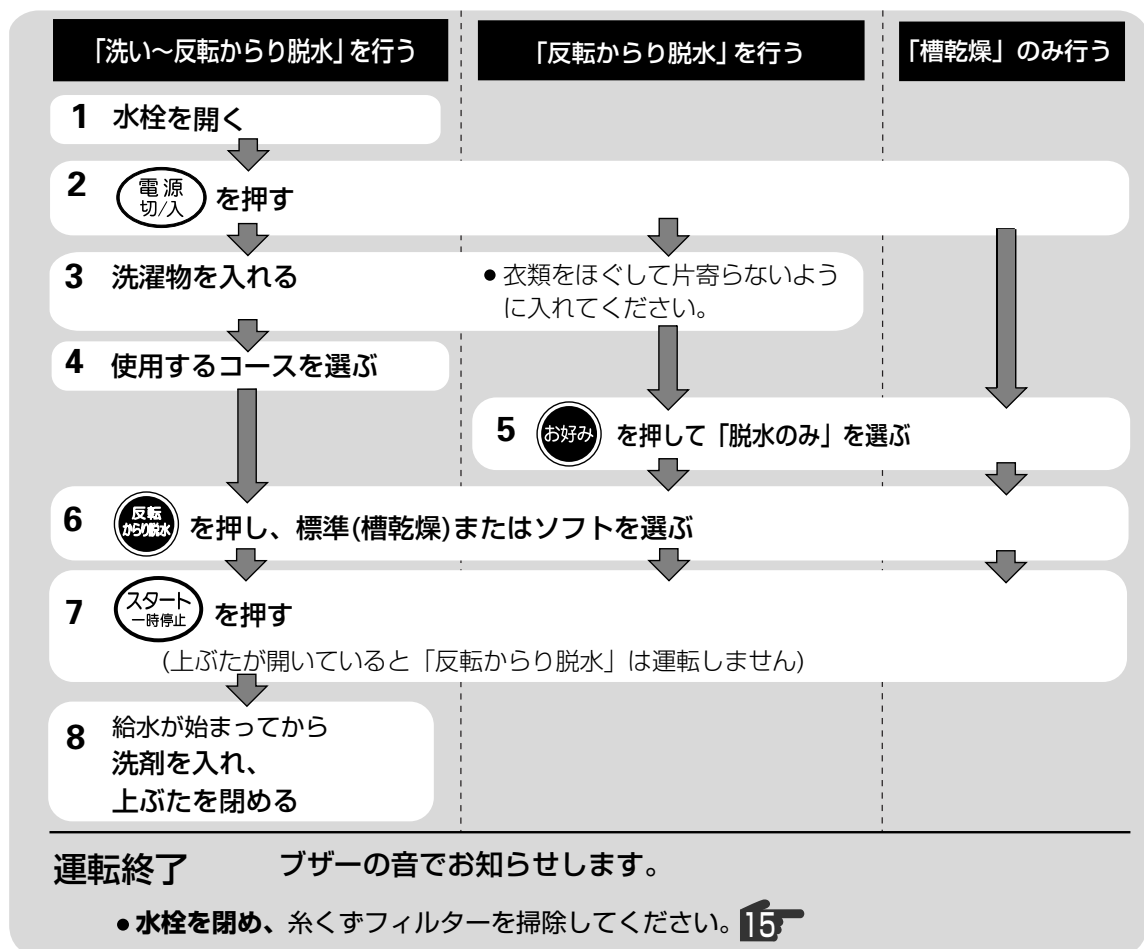 「洗い～反転からり脱水」を行う
「反転からり脱水」を行う
「槽乾燥」のみ行う
1 水栓を開く
2 電源 切/入 を押す
3 洗濯物を入れる
●衣類をほぐして片寄らないよう
に入れてください。
4 使用するコースを選ぶ
5 お好み を押して「脱水のみ」を選ぶ
6 反転 からり脱水 を押し、標準(槽乾燥)またはソフトを選ぶ
7 スタート 一時停止 を押す
(上ぶたが開いていると「反転からり脱水」は運転しません)
8 給水が始まってから
洗剤を入れ、
上ぶたを閉める
運転終了 ブザーの音でお知らせします。
●水栓を閉め、糸くずフィルターを掃除してください。15